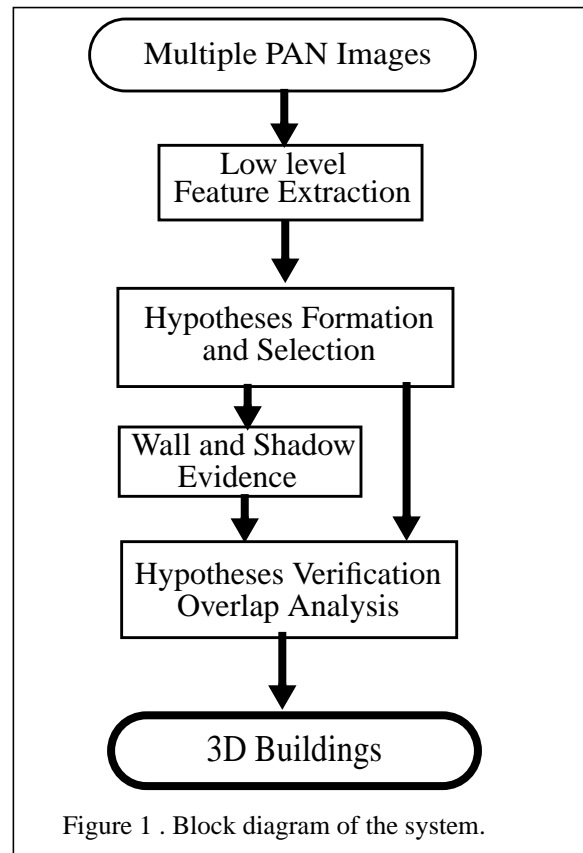 Multiple PAN Images
Low level
Feature Extraction
Hypotheses Formation
and Selection
Wall and Shadow
Evidence
Hypotheses Verification
Overlap Analysis
3D Buildings
Figure 1 . Block diagram of the system.